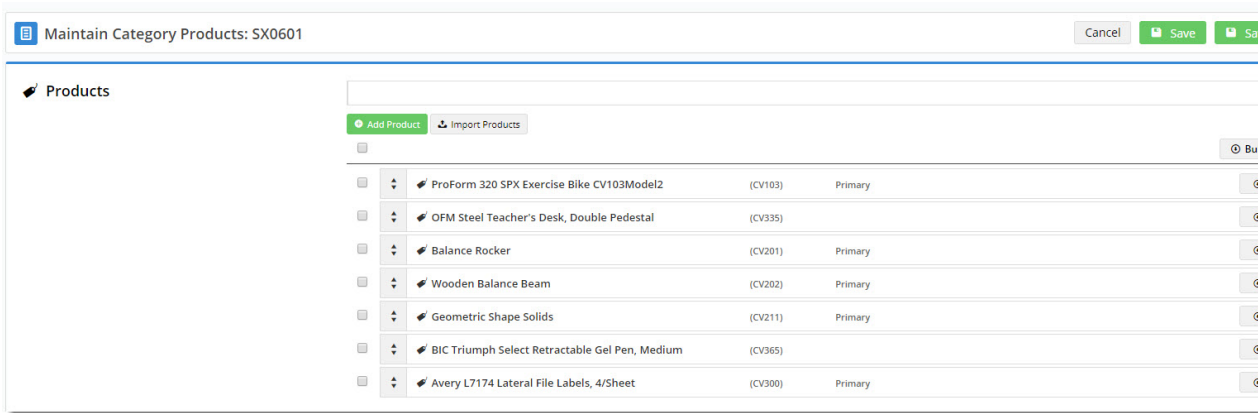 Maintain Category Products: SX0601 Cancel Save Sa
Products
Add Product Import Products
Bu
ProForm 320 SPX Exercise Bike CV103Model2 (CV103) Primary
OFM Steel Teacher's Desk, Double Pedestal (CV335)
Balance Rocker (CV201) Primary
Wooden Balance Beam (CV202) Primary
Geometric Shape Solids (CV211) Primary
BIC Triumph Select Retractable Gel Pen, Medium (CV365)
Avery L7174 Lateral File Labels, 4/Sheet (CV300) Primary